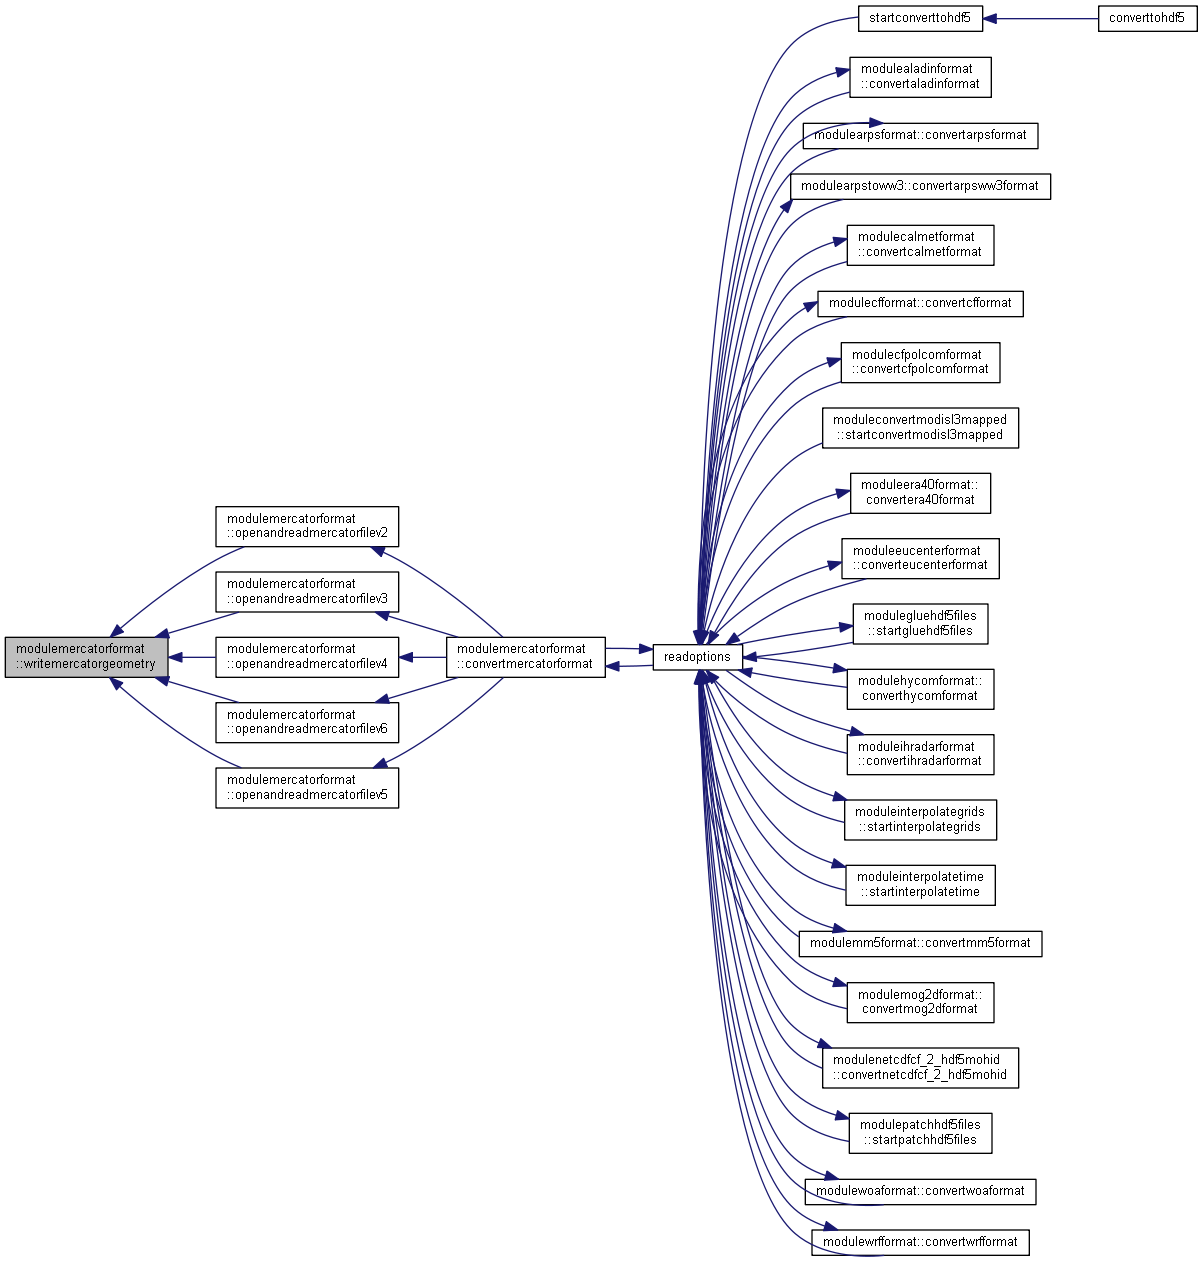 startconverttohdf5
converttohdf5
modulealadinformat
::convertaladinformat
modulearpsformat::convertarpsformat
modulearpstoww3::convertarpsww3format
modulecalmetformat
::convertcalmetformat
modulecfformat::convertcfformat
modulecfpolcomformat
::convertcfpolcomformat
moduleconvertmodisl3mapped
::startconvertmodisl3mapped
moduleera40format::
convertera40format
moduleeucenterformat
::converteucenterformat
modulegluehdf5files
::startgluehdf5files
modulehycomformat::
converthycomformat
moduleihradarformat
::convertihradarformat
moduleinterpolategrids
::startinterpolategrids
moduleinterpolatetime
::startinterpolatetime
modulemm5format::convertmm5format
modulemog2dformat::
convertmog2dformat
modulenetcdfcf_2_hdf5mohid
::convertnetcdfcf_2_hdf5mohid
modulepatchhdf5files
::startpatchhdf5files
modulewoaformat::convertwoaformat
modulewrfformat::convertwrfformat
readoptions
modulemercatorformat
::convertmercatorformat
modulemercatorformat
::openandreadmercatorfilev2
modulemercatorformat
::openandreadmercatorfilev3
modulemercatorformat
::openandreadmercatorfilev4
modulemercatorformat
::openandreadmercatorfilev6
modulemercatorformat
::openandreadmercatorfilev5
modulemercatorformat
::writemercatorgeometry